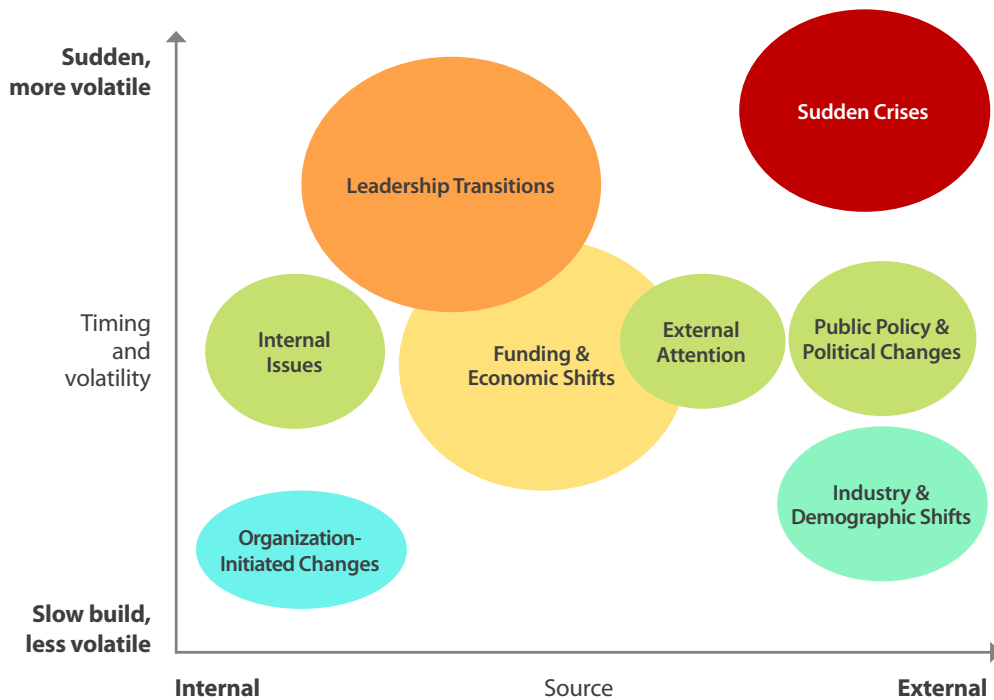 Sudden,
more volatile
Sudden Crises
Leadership Transitions
Timing
and
volatility
Internal
Issues
Funding &
Economic Shifts
External
Attention
Public Policy &
Political Changes
Industry &
Demographic Shifts
Organization-
Initiated Changes
Slow build,
less volatile
Internal
Source
External